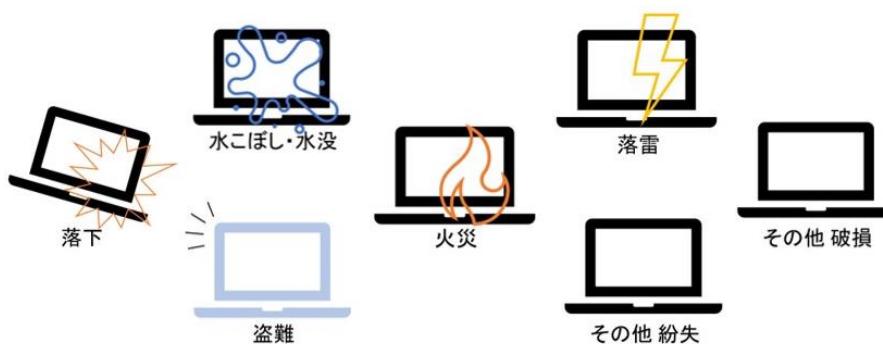 水こぼし・水没
落雷
落下
火災
その他 破損
盗難
その他 紛失